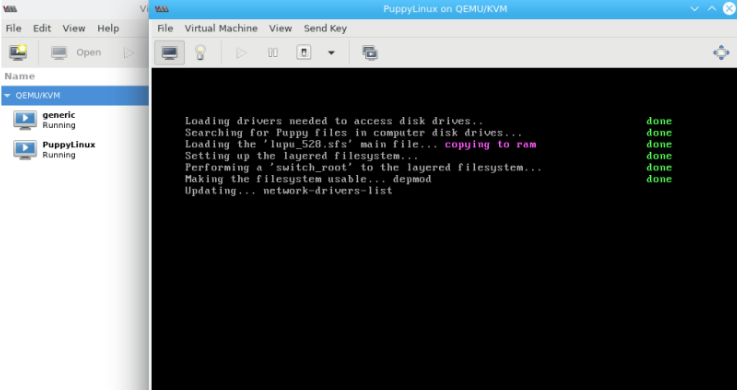 Vi
File Edit View Help
Open
Name
QEMU/KVM
generic
Running
PuppyLinux
Running
PuppyLinux on QEMU/KVM
File Virtual Machine View Send Key
Loading drivers needed to access disk drives.. done
Searching for Puppy files in computer disk drives... done
Loading the 'lupu_528.sfs' main file... copying to ram done
Setting up the layered filesystem... done
Performing a 'switch_root' to the layered filesystem... done
Making the filesystem usable... depmod done
Updating... network-drivers-list